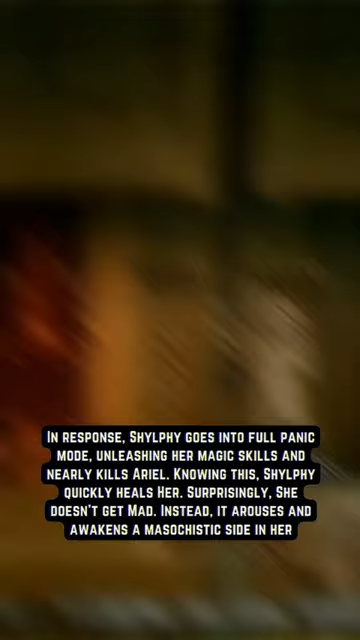 In response, Shylphy goes into full panic
mode, unleashing her magic skills and
nearly kills Ariel. Knowing this, Shylphy
quickly heals Her. Surprisingly, She
doesn't get Mad. Instead, it arouses and
awakens a masochistic side in her